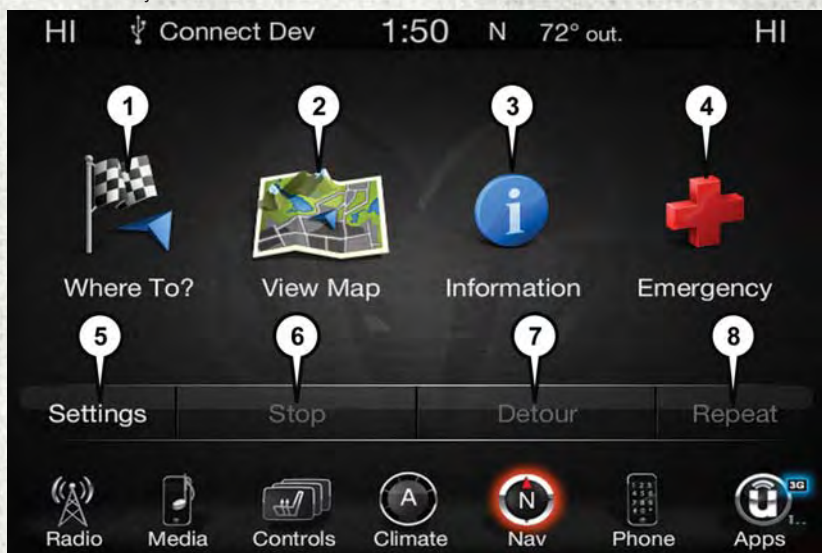 HI Connect Dev 1:50 N 72° out. HI
1 2 3 4
Where To? View Map Information Emergency
5 6 7 8
Settings Stop Detour Repeat
A N 3G
Radio Media Controls Climate Nav Phone Apps